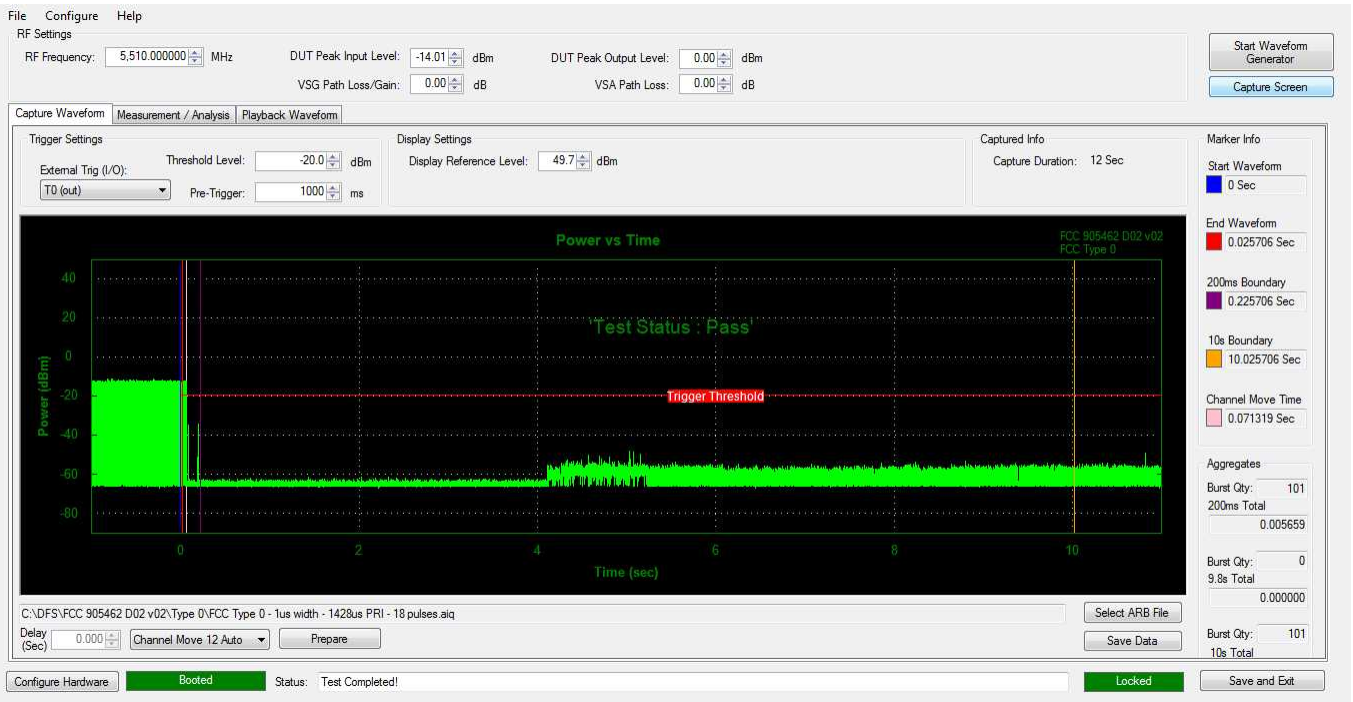 File Configure Help
RF Settings
RF Frequency: 5,510.000000 MHz DUT Peak Input Level: -14.01 dBm DUT Peak Output Level: 0.00 dBm
VSG Path Loss/Gain: 0.00 dB VSA Path Loss: 0.00 dB
Start Waveform
Generator
Capture Screen
Capture Waveform Measurement / Analysis Playback Waveform
Trigger Settings
External Trig (I/O):
T0 (out)
Threshold Level: -20.0 dBm
Pre-Trigger: 1000 ms
Display Settings
Display Reference Level: 49.7 dBm
Captured Info
Capture Duration: 12 Sec
Power vs Time
FCC 905462 D02 v02
FCC Type 0
'Test Status : Pass'
Trigger Threshold
Power (dBm)
40
20
0
-20
-40
-60
-80
0 2 4 6 8 10
Time (sec)
Marker Info
Start Waveform
0 Sec
End Waveform
0.025706 Sec
200ms Boundary
0.225706 Sec
10s Boundary
10.025706 Sec
Channel Move Time
0.071319 Sec
Aggregates
Burst Qty: 101
200ms Total
0.005659
Burst Qty: 0
9.8s Total
0.000000
Burst Qty: 101
10s Total
C:\DFS\FCC 905462 D02 v02\Type 0\FCC Type 0 - 1us width - 1428us PRI - 18 pulses.aiq
Select ARB File
Delay
(Sec) 0.000 Channel Move 12 Auto Prepare
Save Data
Configure Hardware Booted Status: Test Completed! Locked Save and Exit